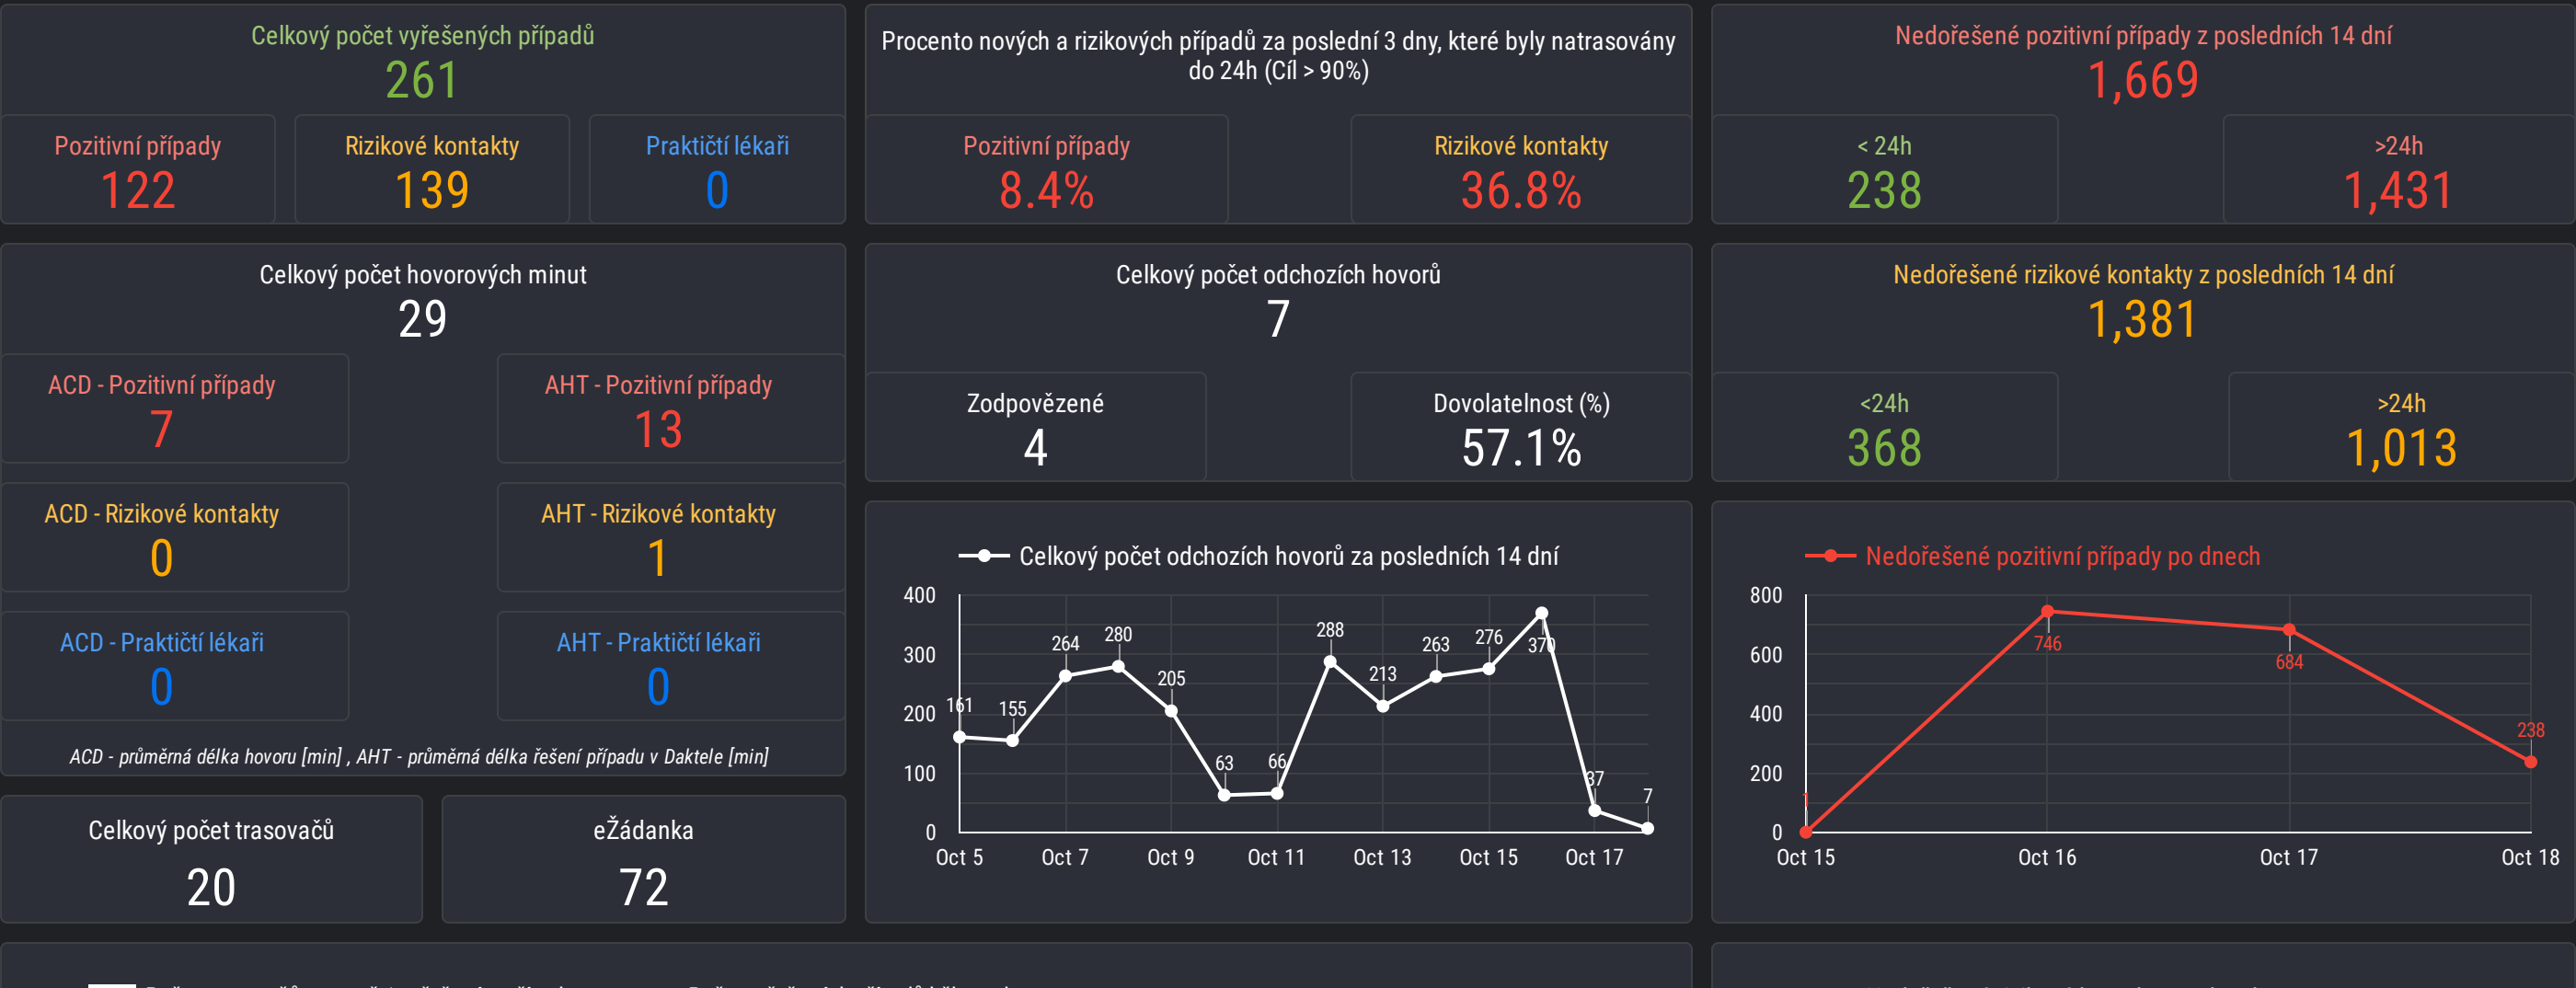 Celkový počet vyřešených případů
261
Pozitivní případy
122
Rizikové kontakty
139
Praktičtí lékaři
0
Procento nových a rizikových případů za poslední 3 dny, které byly natrasovány
do 24h (Cíl > 90%)
Pozitivní případy
8.4%
Rizikové kontakty
36.8%
Nedořešené pozitivní případy z posledních 14 dní
1,669
< 24h
238
>24h
1,431
Celkový počet hovorových minut
29
ACD - Pozitivní případy
7
AHT - Pozitivní případy
13
ACD - Rizikové kontakty
0
AHT - Rizikové kontakty
1
ACD - Praktičtí lékaři
0
AHT - Praktičtí lékaři
0
ACD - průměrná délka hovoru [min] , AHT - průměrná délka řešení případu v Daktele [min]
Celkový počet odchozích hovorů
7
Zodpovězené
4
Dovolatelnost (%)
57.1%
Nedořešené rizikové kontakty z posledních 14 dní
1,381
<24h
368
>24h
1,013
Celkový počet trasovačů
20
eŽádanka
72
Celkový počet odchozích hovorů za posledních 14 dní
400
300
200
100
0
161
155
264
280
205
63
66
288
213
263
276
370
37
7
Oct 5
Oct 7
Oct 9
Oct 11
Oct 13
Oct 15
Oct 17
Nedořešené pozitivní případy po dnech
800
600
400
200
0
1
746
684
238
Oct 15
Oct 16
Oct 17
Oct 18